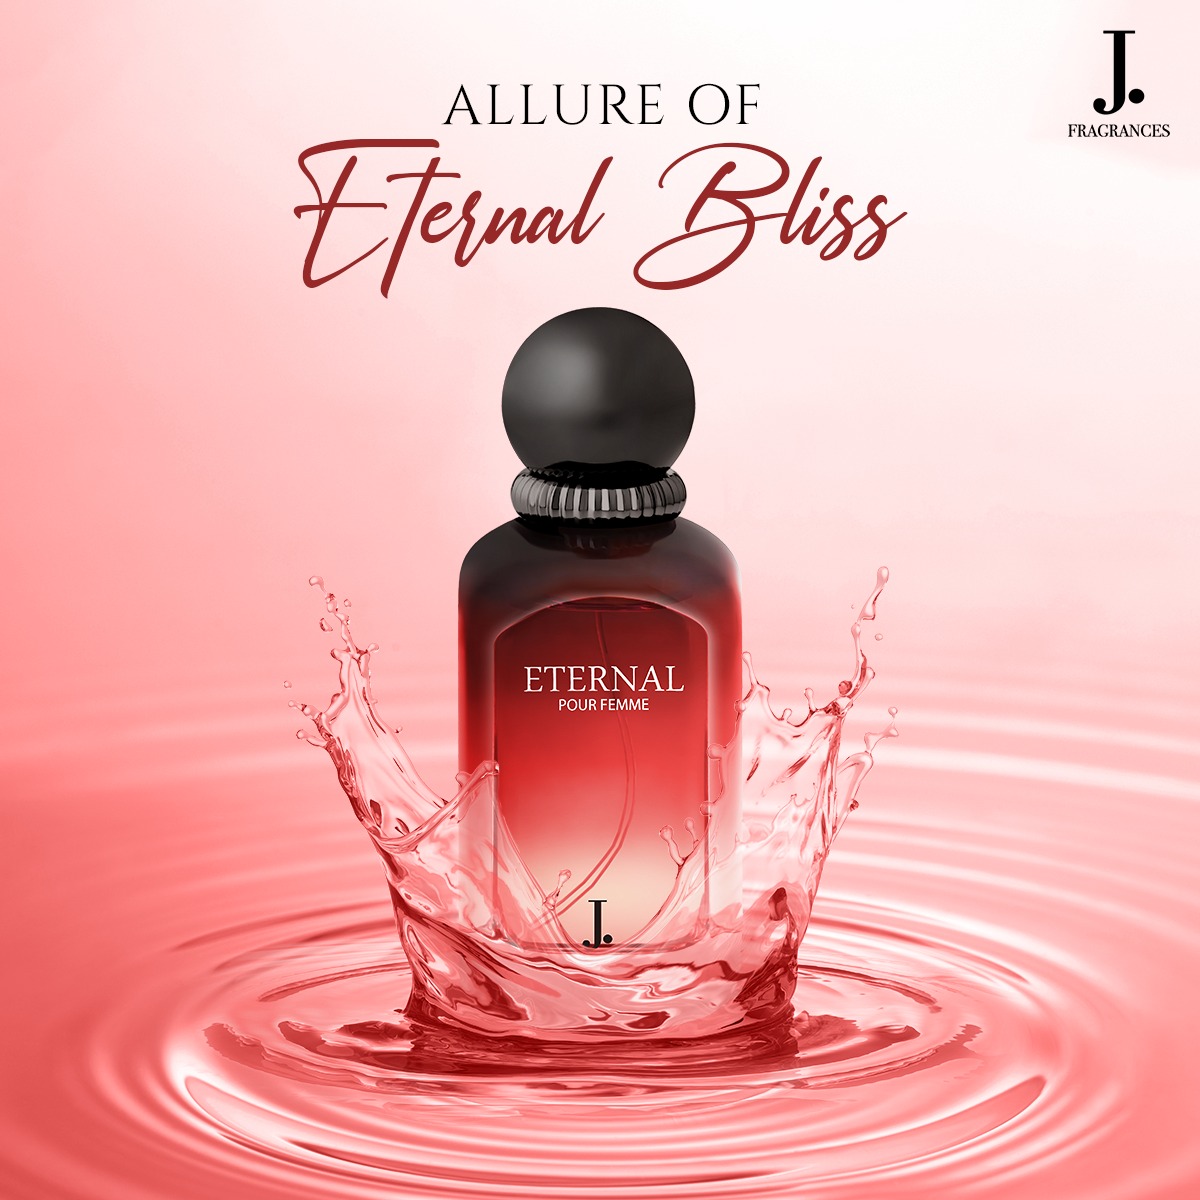 J.
FRAGRANCES
ALLURE OF
Eternal Bliss
ETERNAL
POUR FEMME
J.